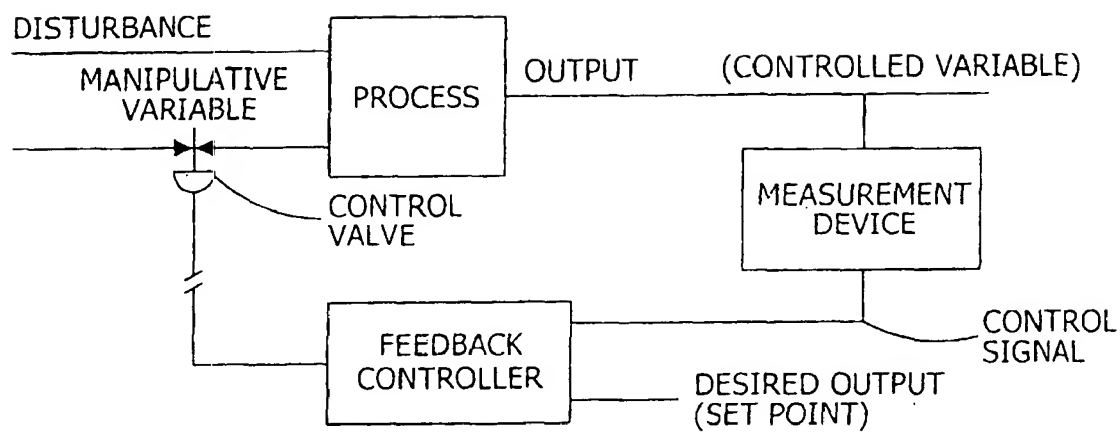 DISTURBANCE
MANIPULATIVE
VARIABLE
PROCESS
OUTPUT
(CONTROLLED VARIABLE)
CONTROL
VALVE
MEASUREMENT
DEVICE
FEEDBACK
CONTROLLER
CONTROL
SIGNAL
DESIRED OUTPUT
(SET POINT)